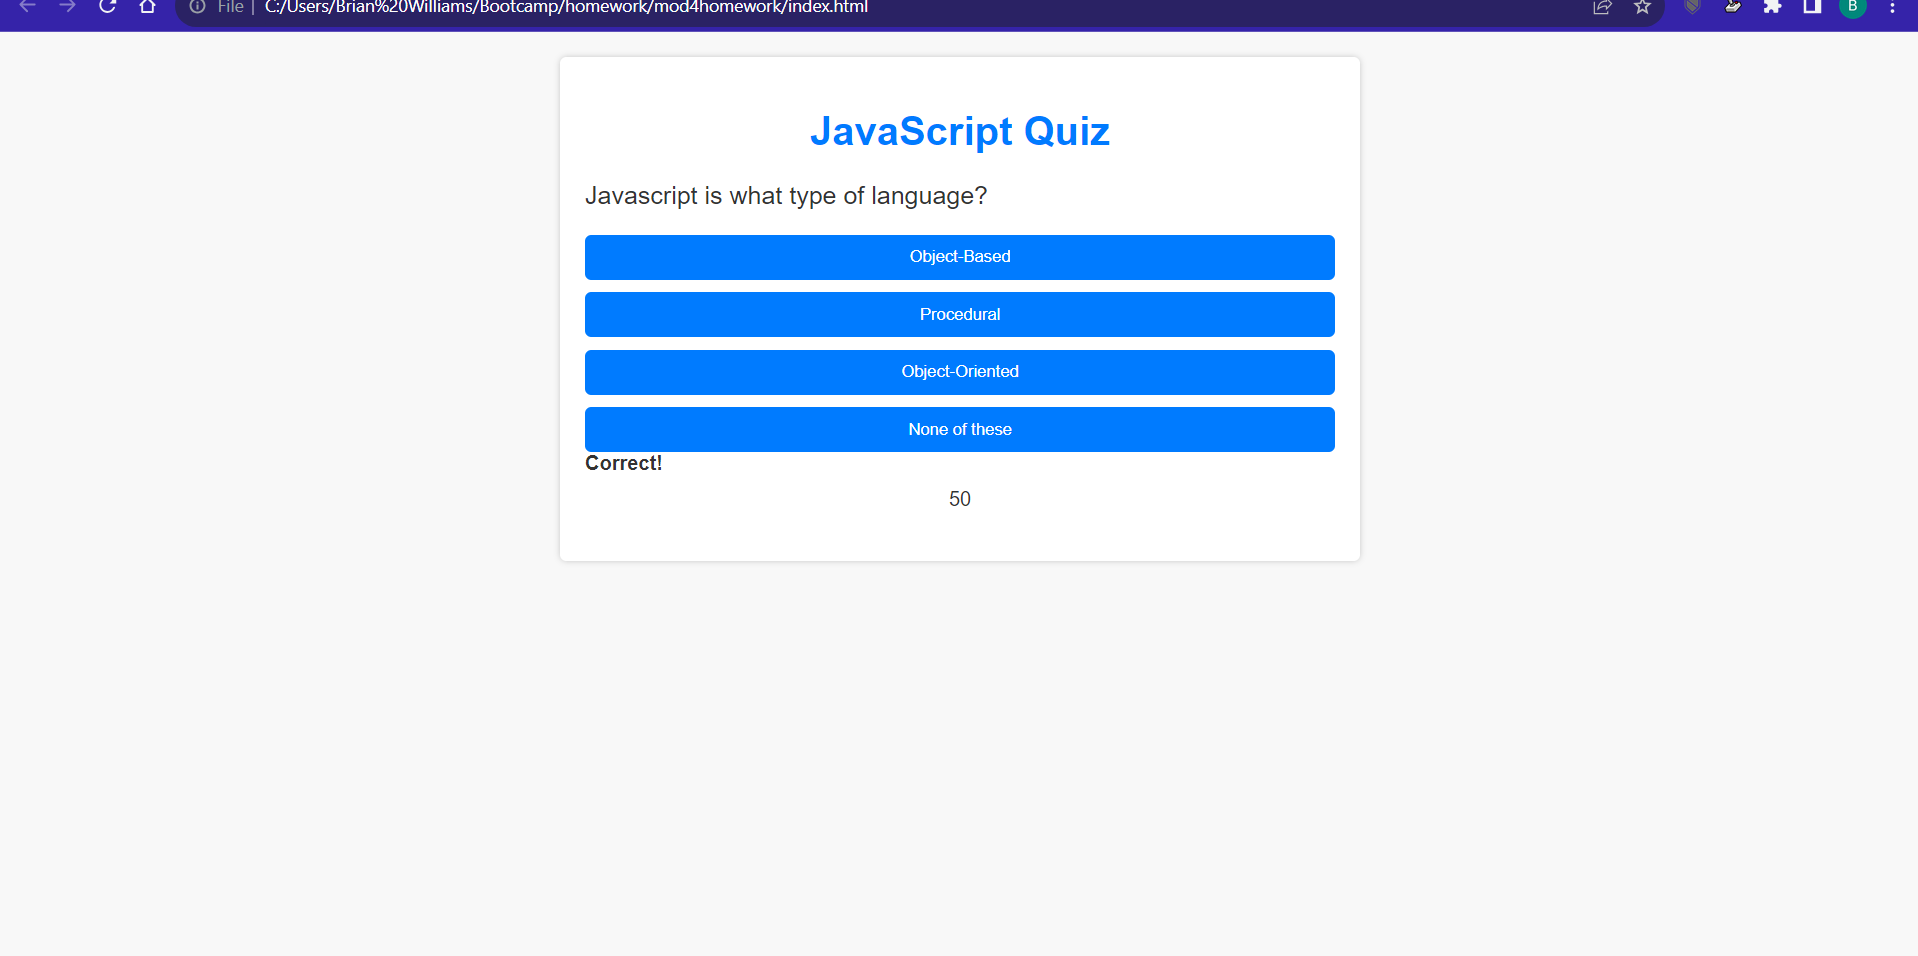 File | C:/Users/Brian%20Williams/Bootcamp/homework/mod4homework/index.html B
JavaScript Quiz
Javascript is what type of language?
Object-Based
Procedural
Object-Oriented
None of these
Correct!
50